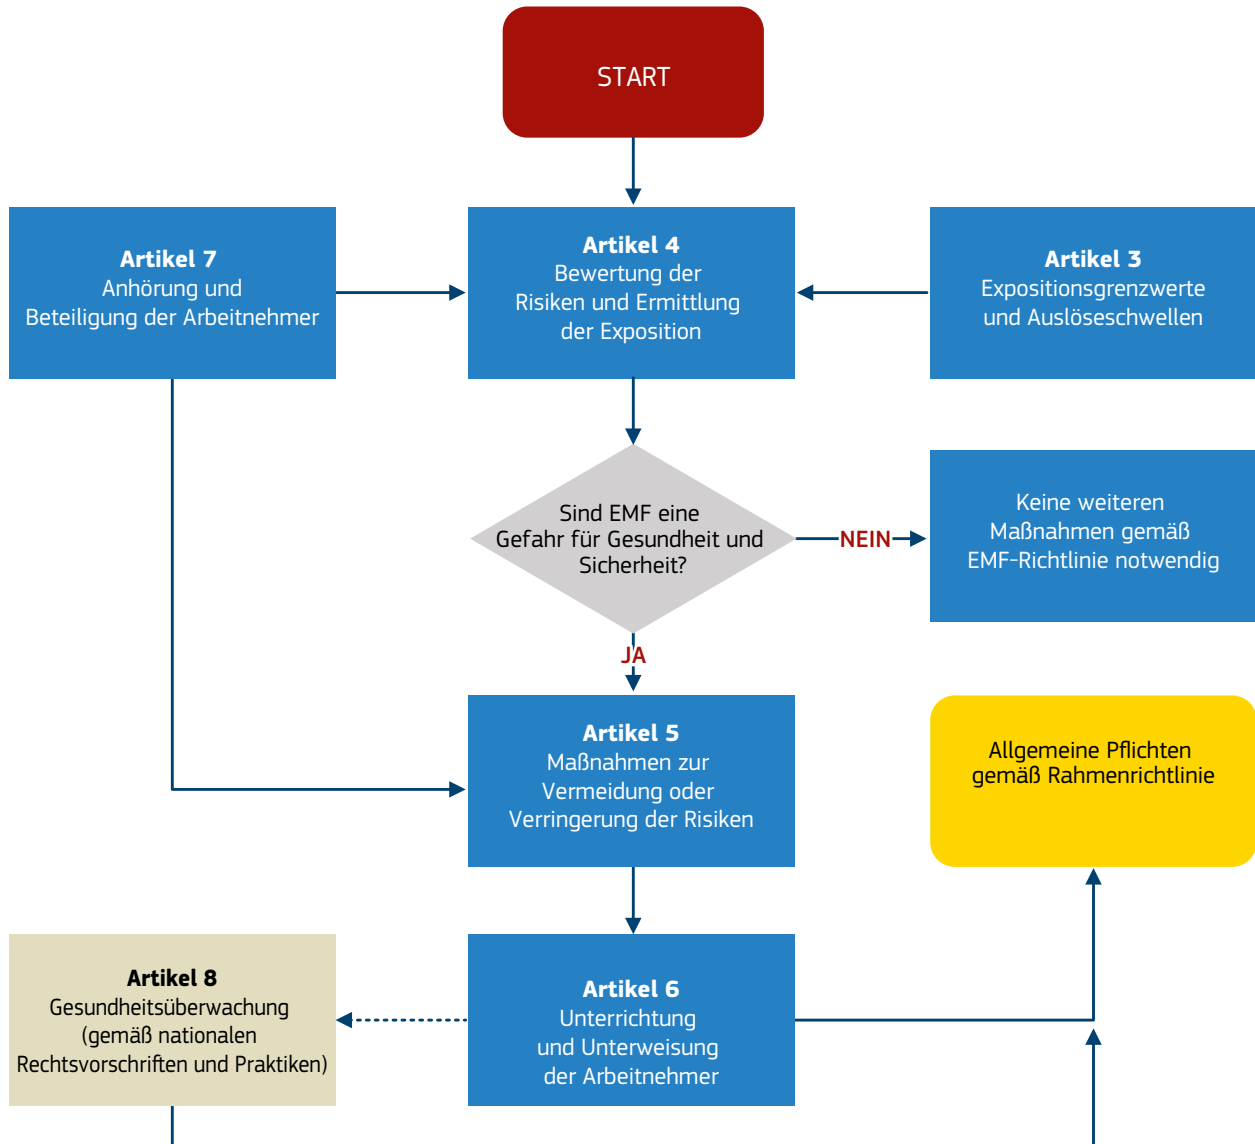 START
Artikel 7
Anhörung und
Beteiligung der Arbeitnehmer
Artikel 4
Bewertung der
Risiken und Ermittlung
der Exposition
Artikel 3
Expositionsgrenzwerte
und Auslöseschwellen
Sind EMF eine
Gefahr für Gesundheit und
Sicherheit?
NEIN
Keine weiteren
Maßnahmen gemäß
EMF-Richtlinie notwendig
JA
Artikel 5
Maßnahmen zur
Vermeidung oder
Verringerung der Risiken
Allgemeine Pflichten
gemäß Rahmenrichtlinie
Artikel 8
Gesundheitsüberwachung
(gemäß nationalen
Rechtsvorschriften und Praktiken)
Artikel 6
Unterrichtung
und Unterweisung
der Arbeitnehmer